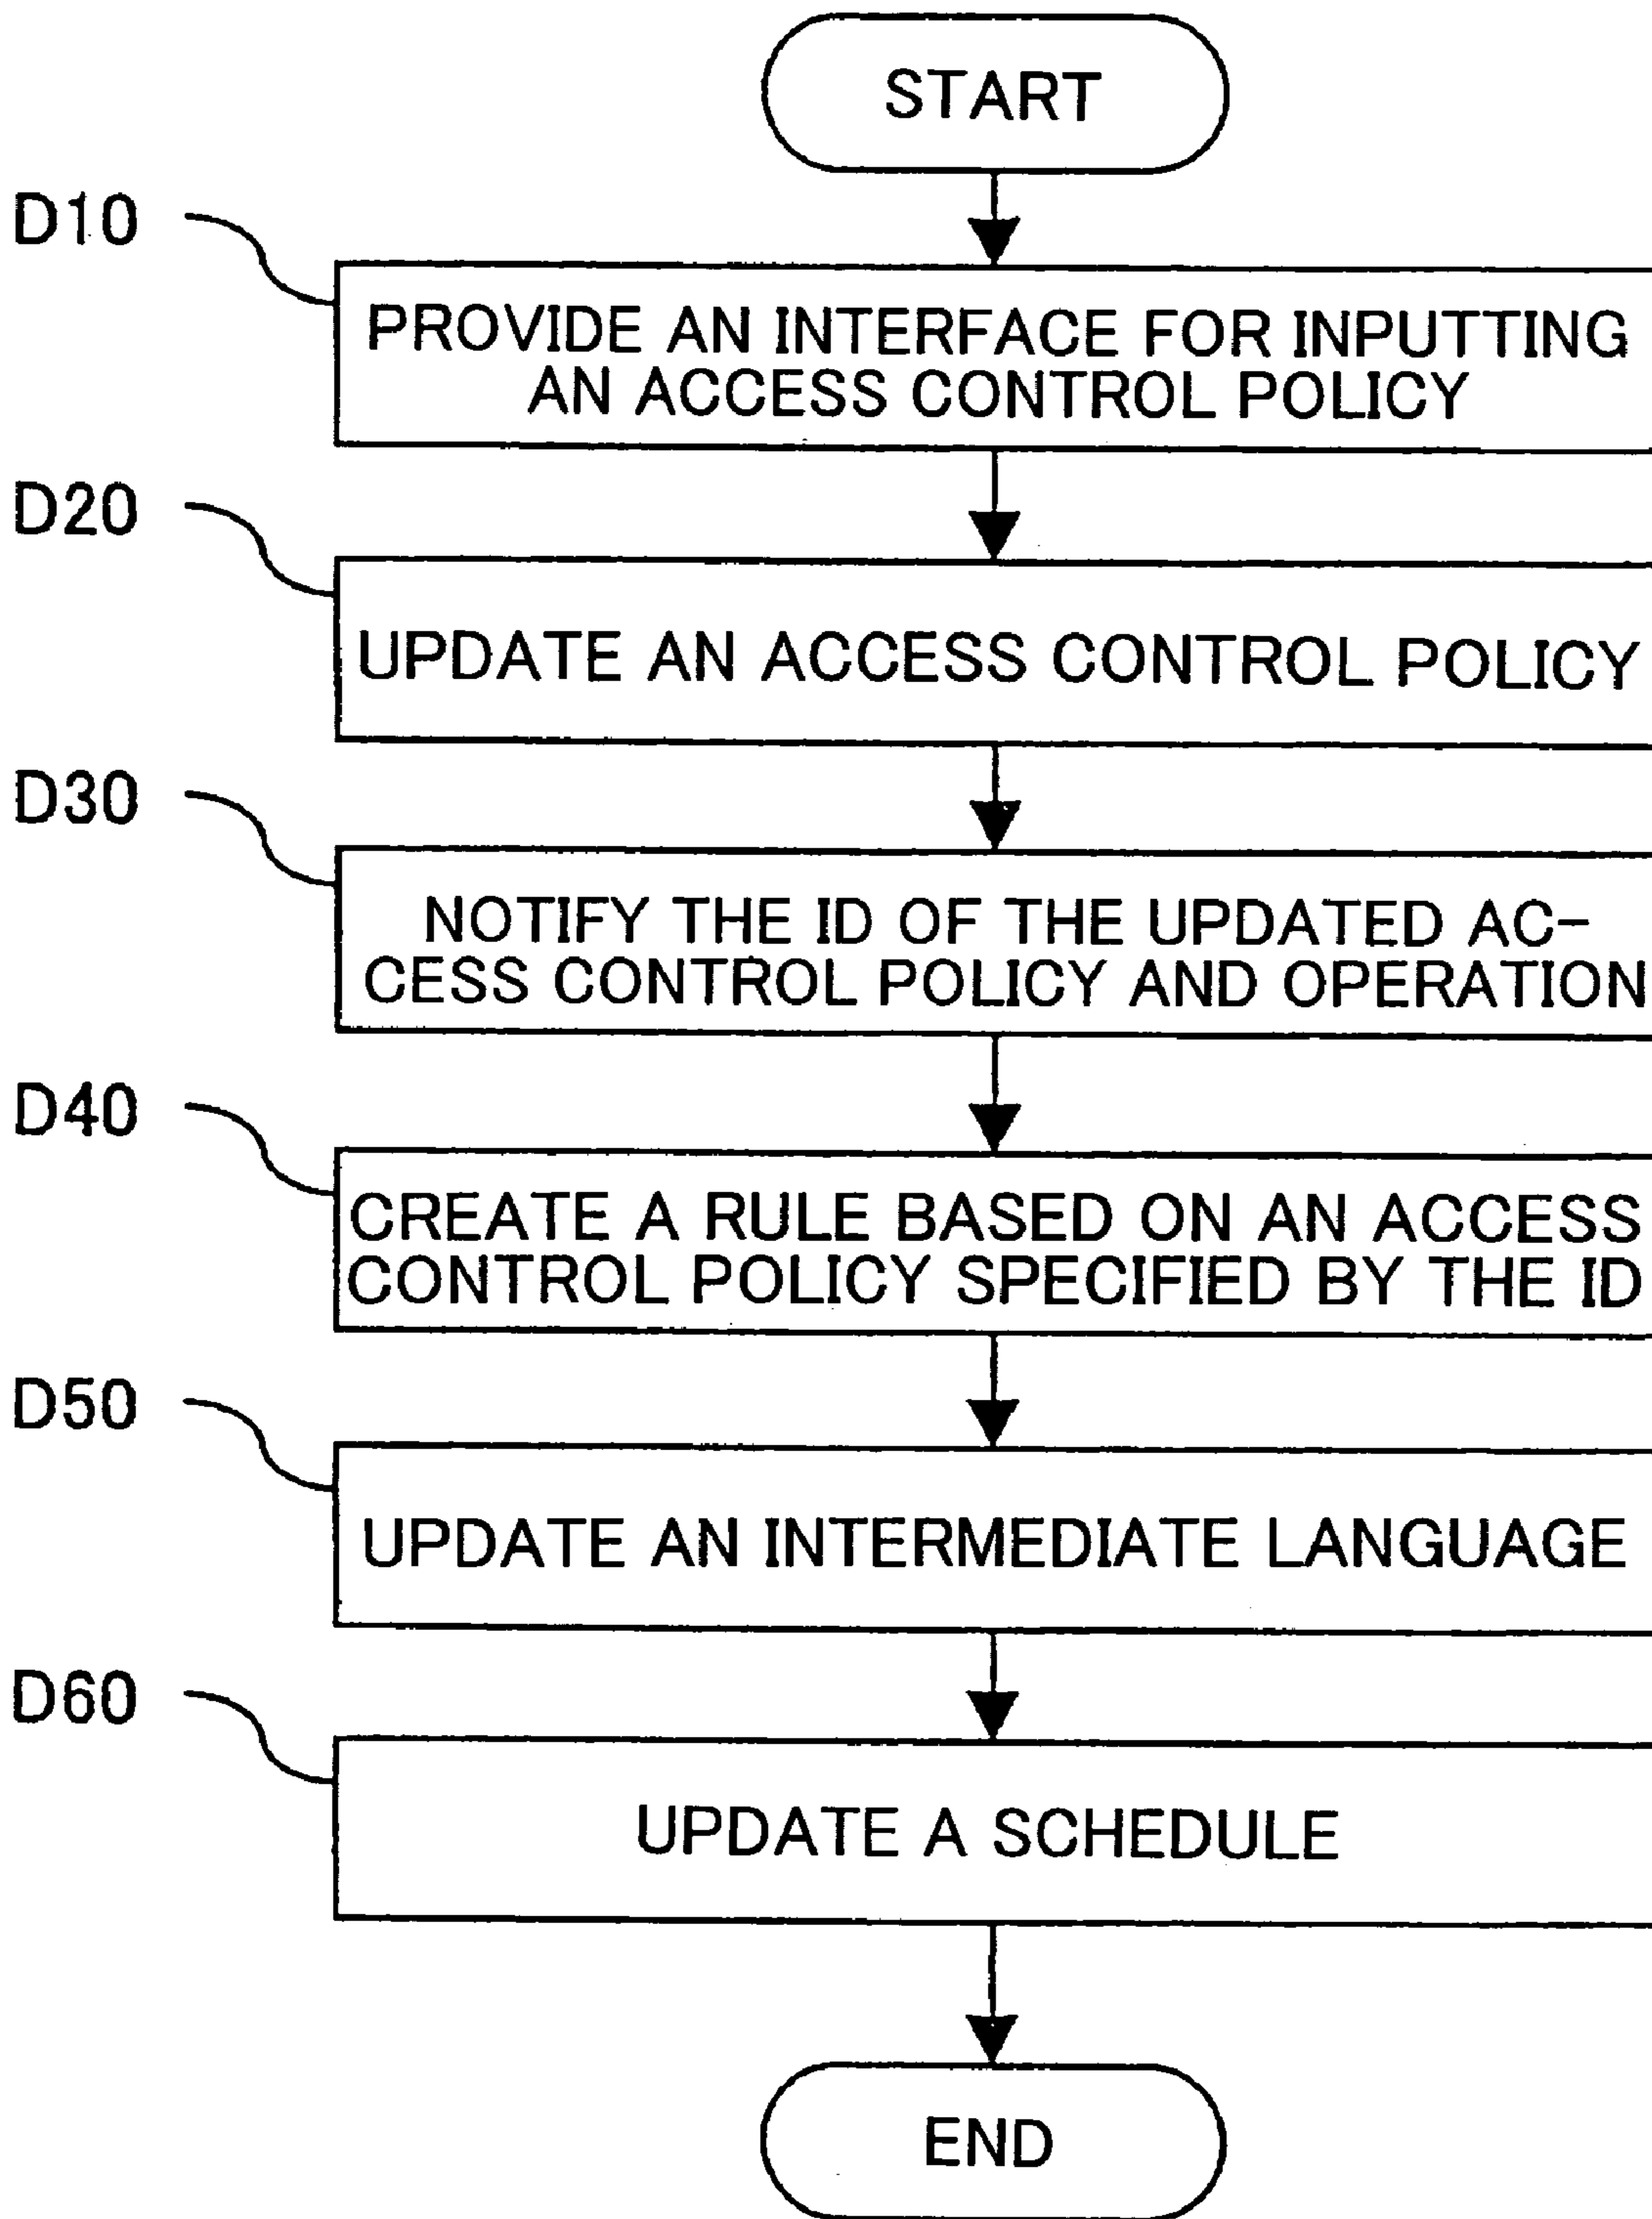 START
D10
PROVIDE AN INTERFACE FOR INPUTTING
AN ACCESS CONTROL POLICY
D20
UPDATE AN ACCESS CONTROL POLICY
D30
NOTIFY THE ID OF THE UPDATED AC-
CESS CONTROL POLICY AND OPERATION
D40
CREATE A RULE BASED ON AN ACCESS
CONTROL POLICY SPECIFIED BY THE ID
D50
UPDATE AN INTERMEDIATE LANGUAGE
D60
UPDATE A SCHEDULE
END